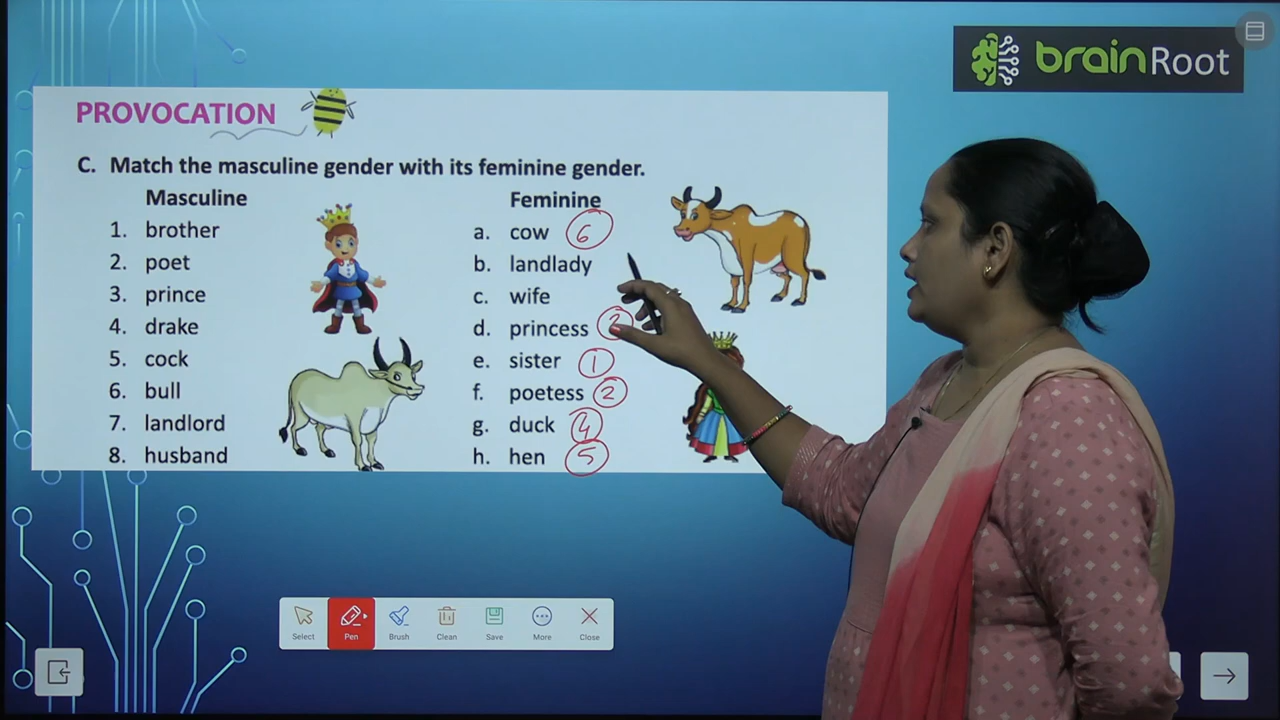 brainRoot
PROVOCATION
C. Match the masculine gender with its feminine gender.
Masculine Feminine
1. brother a. cow 6
2. poet b. landlady
3. prince c. wife
4. drake d. princess
5. cock e. sister 1
6. bull f. poetess 2
7. landlord g. duck 4
8. husband h. hen 5
Select Pen Brush Clean Save More Close